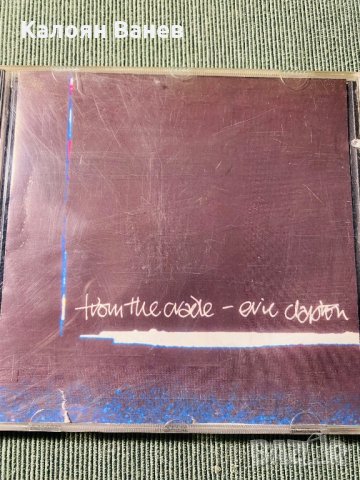 Калоян Ванев
from the cradle - eric clapton